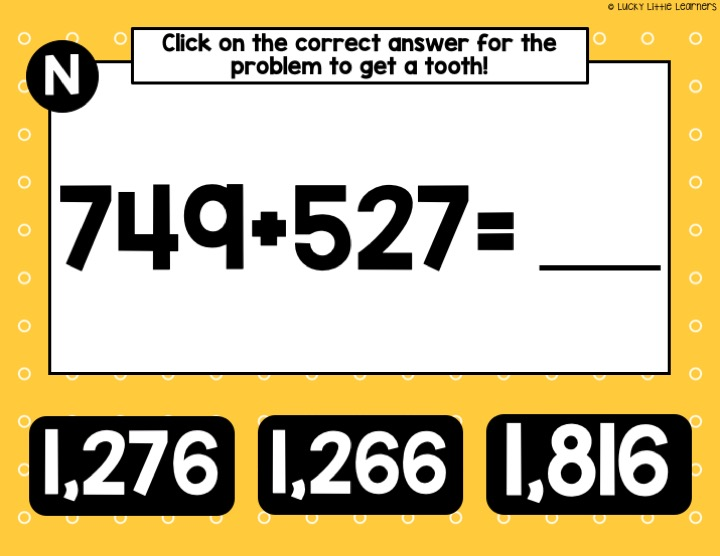 © Lucky Little Learners
Click on the correct answer for the
problem to get a tooth!
N
749+527= ____
1,276
1,266
1,816